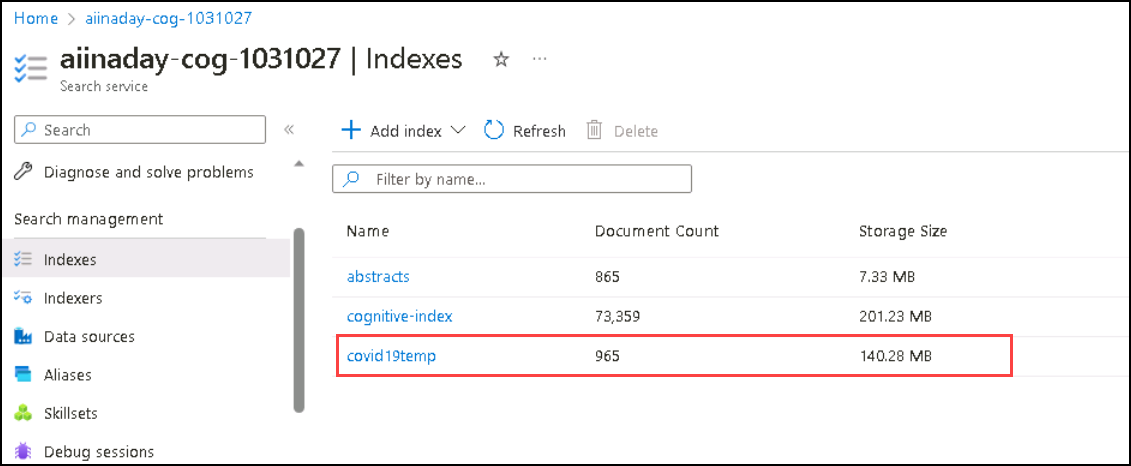 Home > aiinaday-cog-1031027
aiinaday-cog-1031027 | Indexes ☆ ...
Search service
Search «
Diagnose and solve problems
Search management
Indexes
Indexers
Data sources
Aliases
Skillsets
Debug sessions
+ Add index Refresh Delete
Filter by name...
Name Document Count Storage Size
abstracts 865 7.33 MB
cognitive-index 73,359 201.23 MB
covid19temp 965 140.28 MB